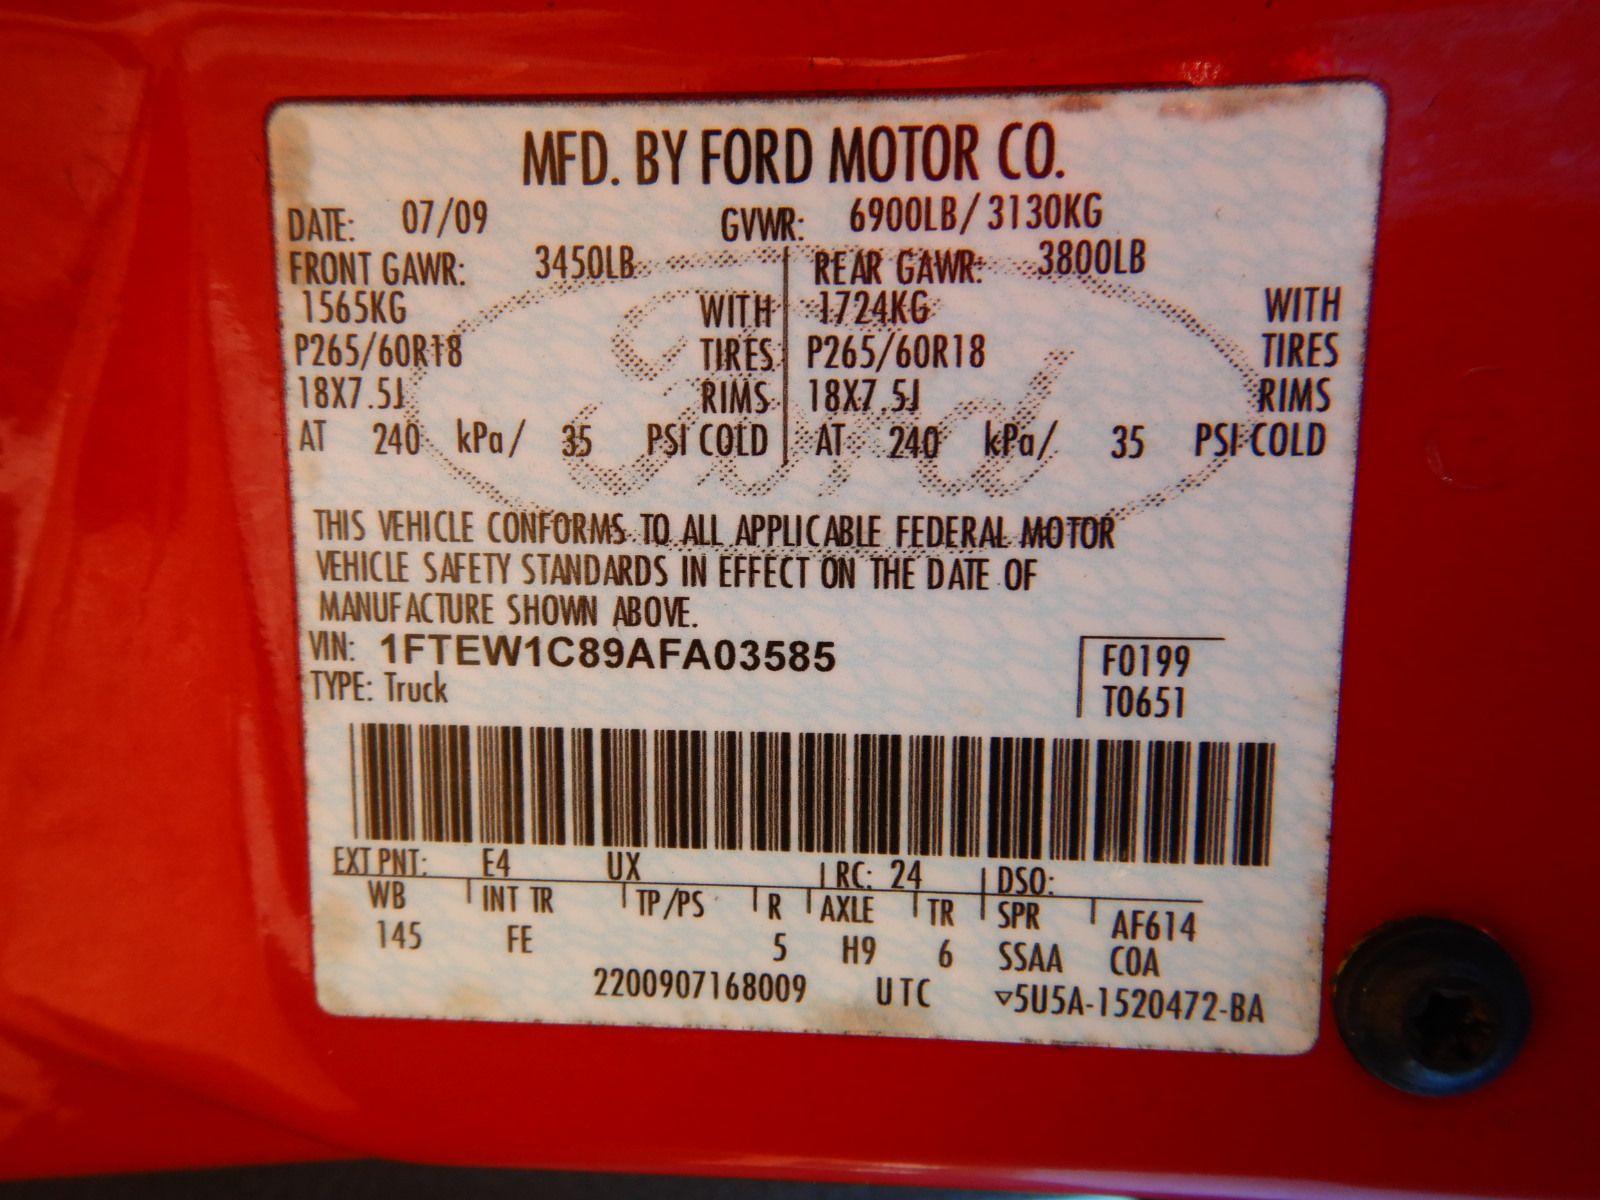 MFD. BY FORD MOTOR CO.
DATE: 07/09 GVWR: 6900LB/3130KG
FRONT GAWR: 3450LB REAR GAWR: 3800LB
1565KG WITH 1724KG WITH
P265/60R18 TIRES P265/60R18 TIRES
18X7.5J RIMS 18X7.5J RIMS
AT 240 kPa/ 35 PSI COLD AT 240 kPa/ 35 PSI COLD
Ford
THIS VEHICLE CONFORMS TO ALL APPLICABLE FEDERAL MOTOR
VEHICLE SAFETY STANDARDS IN EFFECT ON THE DATE OF
MANUFACTURE SHOWN ABOVE.
VIN: 1FTEW1C89AFA03585 F0199
TYPE: Truck T0651
EXT PNT: E4 UX RC: 24 DSO:
WB INT TR TP/PS R AXLE TR SPR AF614
145 FE 5 H9 6 SSAA COA
2200907168009 UTC ▿5U5A-1520472-BA